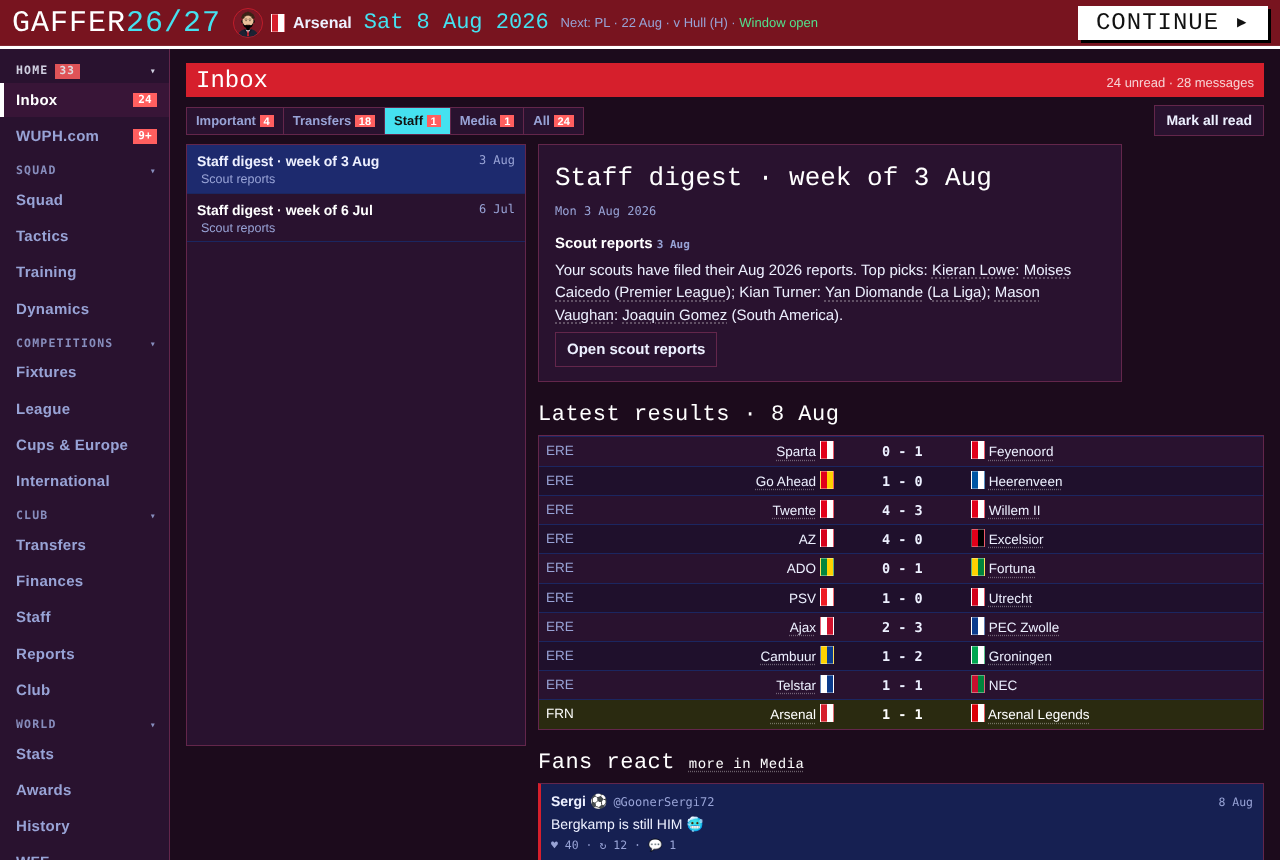 GAFFER26/27 Arsenal Sat 8 Aug 2026 Next: PL · 22 Aug · v Hull (H) · Window open CONTINUE ►
HOME 33 ▾
Inbox 24
WUPH.com 9+
SQUAD ▾
Squad
Tactics
Training
Dynamics
COMPETITIONS ▾
Fixtures
League
Cups & Europe
International
CLUB ▾
Transfers
Finances
Staff
Reports
Club
WORLD ▾
Stats
Awards
History
Inbox 24 unread · 28 messages
Important 4 Transfers 18 Staff 1 Media 1 All 24 Mark all read
Staff digest · week of 3 Aug 3 Aug
Scout reports
Staff digest · week of 6 Jul 6 Jul
Scout reports
Staff digest · week of 3 Aug
Mon 3 Aug 2026
Scout reports 3 Aug
Your scouts have filed their Aug 2026 reports. Top picks: Kieran Lowe: Moises
Caicedo (Premier League); Kian Turner: Yan Diomande (La Liga); Mason
Vaughan: Joaquin Gomez (South America).
Open scout reports
Latest results · 8 Aug
ERE Sparta 0 - 1 Feyenoord
ERE Go Ahead 1 - 0 Heerenveen
ERE Twente 4 - 3 Willem II
ERE AZ 4 - 0 Excelsior
ERE ADO 0 - 1 Fortuna
ERE PSV 1 - 0 Utrecht
ERE Ajax 2 - 3 PEC Zwolle
ERE Cambuur 1 - 2 Groningen
ERE Telstar 1 - 1 NEC
FRN Arsenal 1 - 1 Arsenal Legends
Fans react more in Media
Sergi ⚽ @GoonerSergi72 8 Aug
Bergkamp is still HIM 🥶
♥ 40 · ↻ 12 · 💬 1